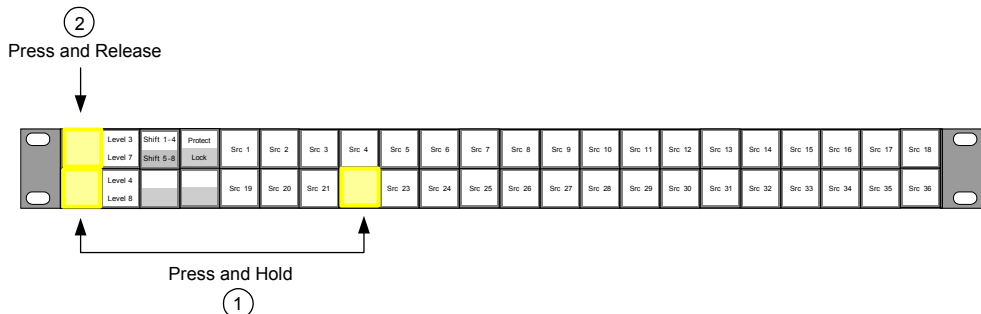 2
Press and Release
Level 3 Shift 1-4 Protect Src 1 Src 2 Src 3 Src 4 Src 5 Src 6 Src 7 Src 8 Src 9 Src 10 Src 11 Src 12 Src 13 Src 14 Src 15 Src 16 Src 17 Src 18
Level 7 Shift 5-8 Lock
Level 4 Src 19 Src 20 Src 21 Src 23 Src 24 Src 25 Src 26 Src 27 Src 28 Src 29 Src 30 Src 31 Src 32 Src 33 Src 34 Src 35 Src 36
Level 8
Press and Hold
1